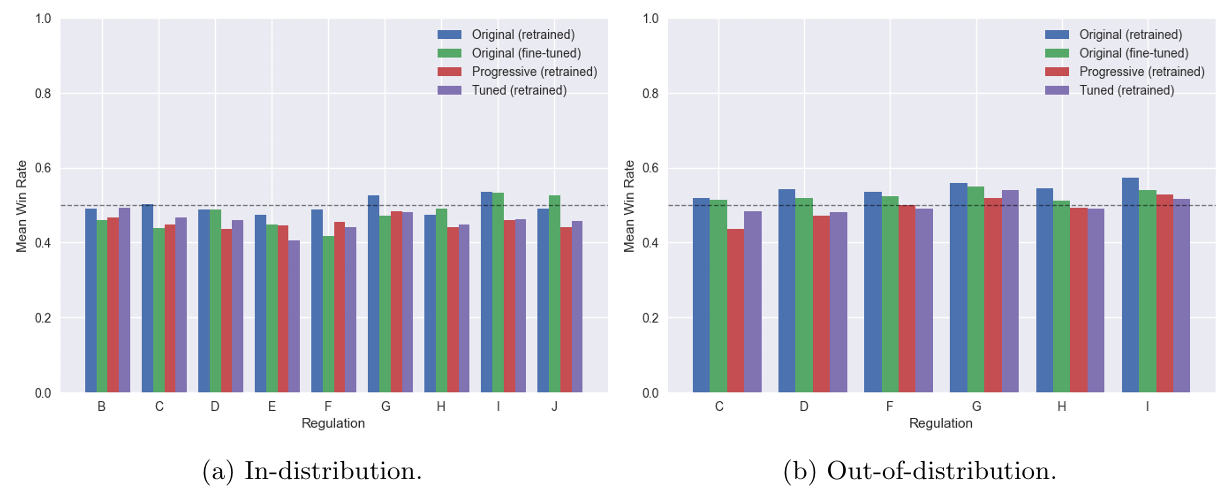 1.0
0.8
0.6
0.4
0.2
0.0
Mean Win Rate
Original (retrained)
Original (fine-tuned)
Progressive (retrained)
Tuned (retrained)
B C D E F G H I J
Regulation
(a) In-distribution.
1.0
0.8
0.6
0.4
0.2
0.0
Mean Win Rate
Original (retrained)
Original (fine-tuned)
Progressive (retrained)
Tuned (retrained)
C D F G H I
Regulation
(b) Out-of-distribution.